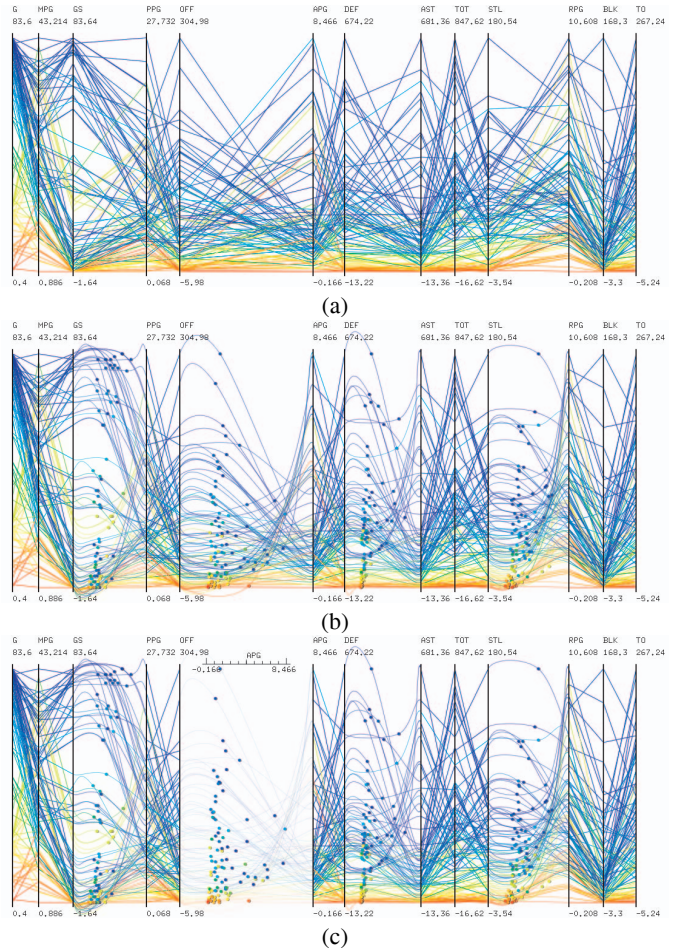 G MPG GS PPG OFF APG DEF AST TOT STL RPG BLK TO
83.6 43.214 83.64 27.732 304.98 8.466 674.22 681.36 847.62 180.54 10.608 168.3 267.24
0.4 0.886 -1.64 0.068 -5.98 -0.166 -13.22 -13.36 -16.62 -3.54 -0.208 -3.3 -5.24
(a)
G MPG GS PPG OFF APG DEF AST TOT STL RPG BLK TO
83.6 43.214 83.64 27.732 304.98 8.466 674.22 681.36 847.62 180.54 10.608 168.3 267.24
0.4 0.886 -1.64 0.068 -5.98 -0.166 -13.22 -13.36 -16.62 -3.54 -0.208 -3.3 -5.24
(b)
G MPG GS PPG OFF APG DEF AST TOT STL RPG BLK TO
83.6 43.214 83.64 27.732 304.98 8.466 674.22 681.36 847.62 180.54 10.608 168.3 267.24
APG
-0.166 8.466
0.4 0.886 -1.64 0.068 -5.98 -0.166 -13.22 -13.36 -16.62 -3.54 -0.208 -3.3 -5.24
(c)